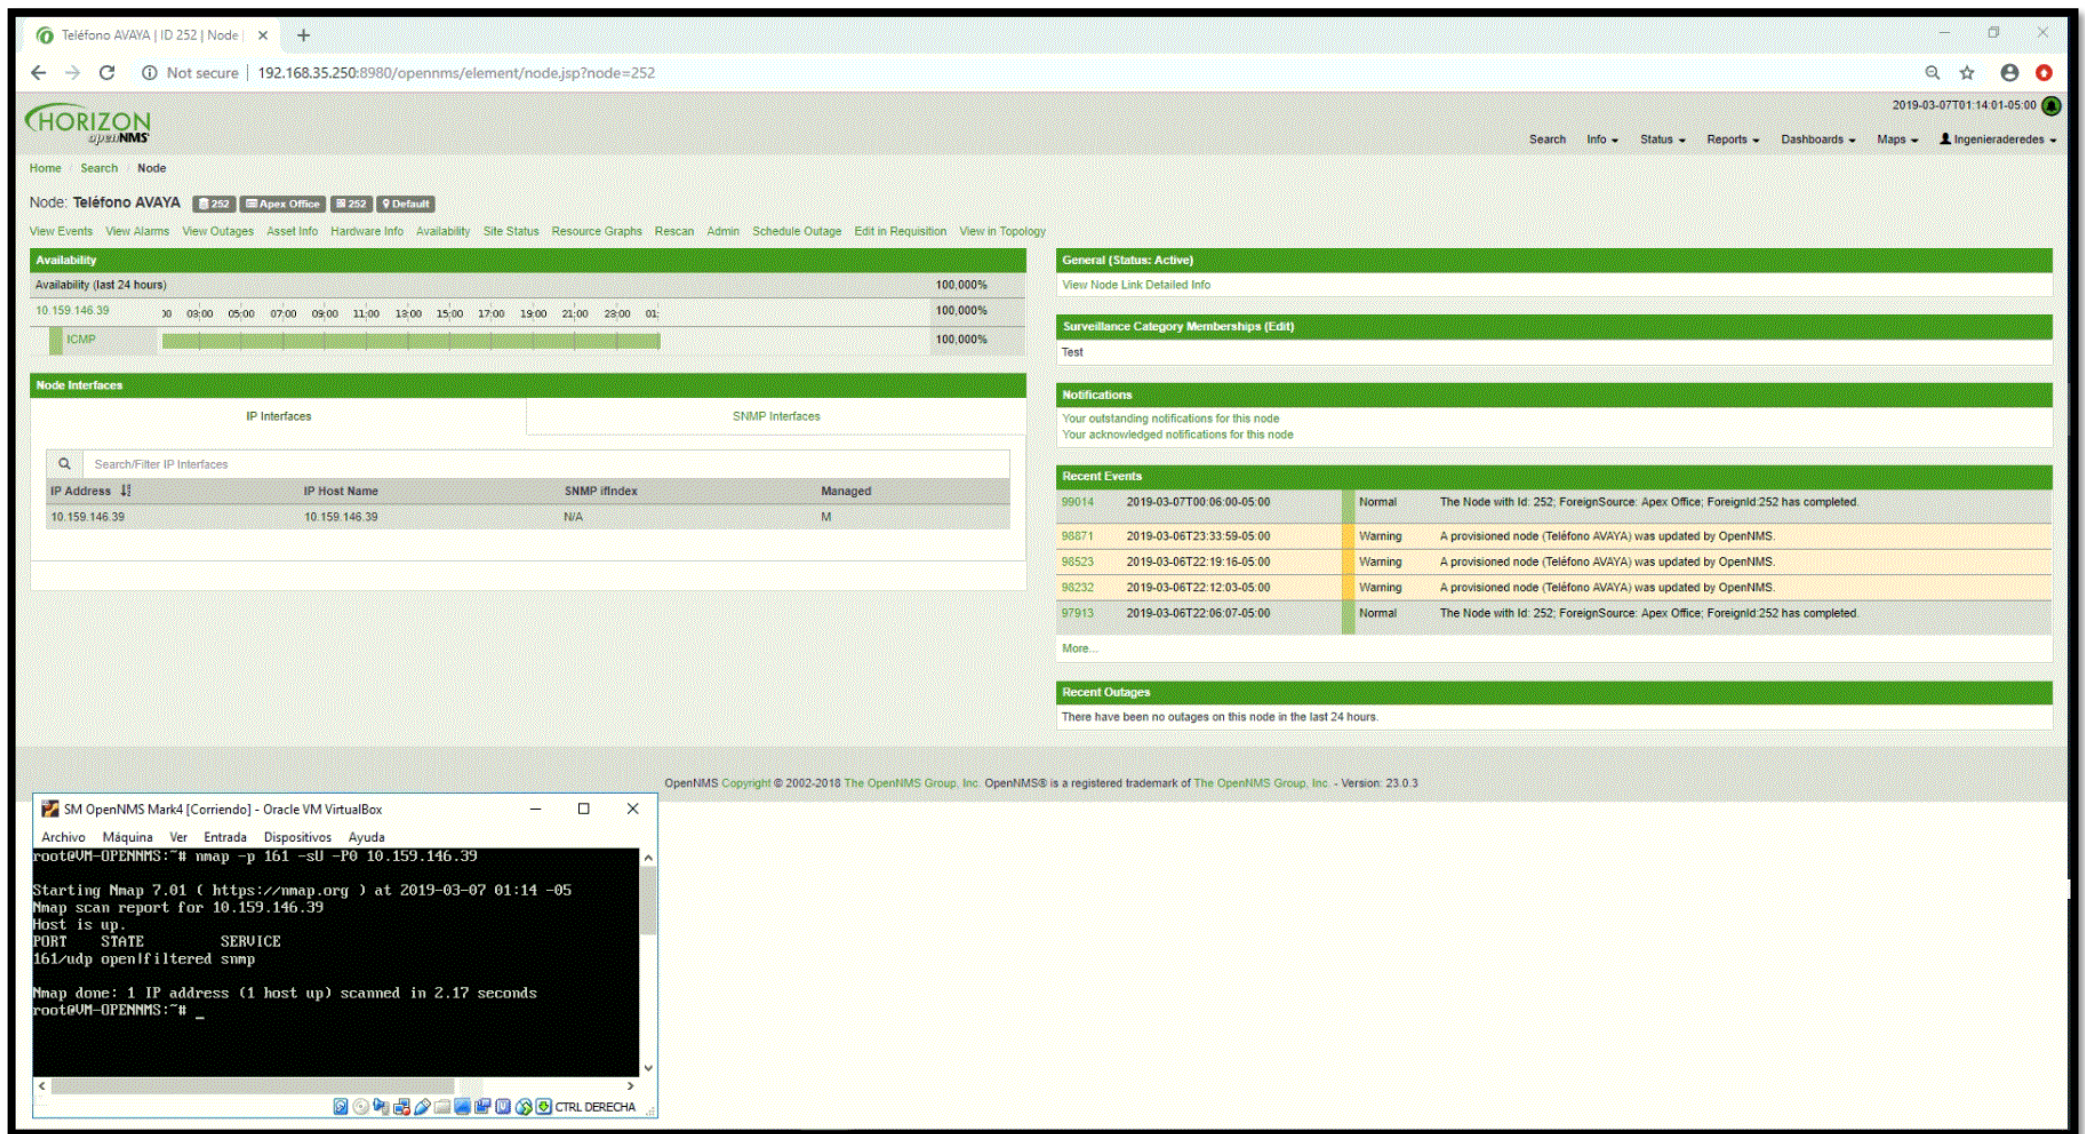 Teléfono AVAYA | ID 252 | Node |
Not secure | 192.168.35.250:8980/opennms/element/node.jsp?node=252
2019-03-07T01:14:01-05:00
HORIZON
openNMS
Search Info Status Reports Dashboards Maps Ingenieraderedes
Home / Search / Node
Node: Teléfono AVAYA 252 Apex Office 252 Default
View Events View Alarms View Outages Asset Info Hardware Info Availability Site Status Resource Graphs Rescan Admin Schedule Outage Edit in Requisition View in Topology
Availability
Availability (last 24 hours) 100,000%
10.159.146.39 03:00 05:00 07:00 09:00 11:00 13:00 15:00 17:00 19:00 21:00 23:00 01: 100,000%
ICMP 100,000%
Node Interfaces
IP Interfaces SNMP Interfaces
Search/Filter IP Interfaces
IP Address IP Host Name SNMP ifIndex Managed
10.159.146.39 10.159.146.39 N/A M
General (Status: Active)
View Node Link Detailed Info
Surveillance Category Memberships (Edit)
Test
Notifications
Your outstanding notifications for this node
Your acknowledged notifications for this node
Recent Events
99014 2019-03-07T00:06:00-05:00 Normal The Node with Id: 252; ForeignSource: Apex Office; ForeignId:252 has completed.
98871 2019-03-06T23:33:59-05:00 Warning A provisioned node (Teléfono AVAYA) was updated by OpenNMS.
98523 2019-03-06T22:19:16-05:00 Warning A provisioned node (Teléfono AVAYA) was updated by OpenNMS.
98232 2019-03-06T22:12:03-05:00 Warning A provisioned node (Teléfono AVAYA) was updated by OpenNMS.
97913 2019-03-06T22:06:07-05:00 Normal The Node with Id: 252; ForeignSource: Apex Office; ForeignId:252 has completed.
More...
Recent Outages
There have been no outages on this node in the last 24 hours.
OpenNMS Copyright © 2002-2018 The OpenNMS Group, Inc. OpenNMS® is a registered trademark of The OpenNMS Group, Inc. - Version: 23.0.3
SM OpenNMS Mark4 [Corriendo] - Oracle VM VirtualBox
Archivo Máquina Ver Entrada Dispositivos Ayuda
root@VM-OPENNMS:~# nmap -p 161 -sU -P0 10.159.146.39
Starting Nmap 7.01 ( https://nmap.org ) at 2019-03-07 01:14 -05
Nmap scan report for 10.159.146.39
Host is up.
PORT STATE SERVICE
161/udp open|filtered snmp
Nmap done: 1 IP address (1 host up) scanned in 2.17 seconds
root@VM-OPENNMS:~# _
CTRL DERECHA